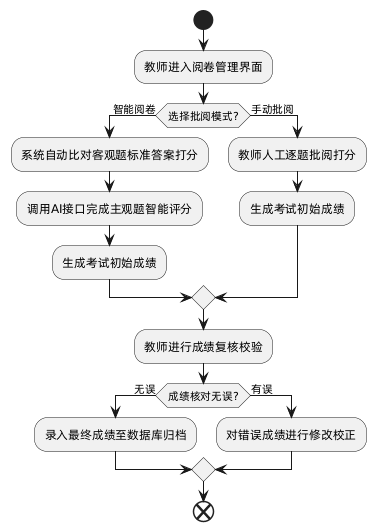 教师进入阅卷管理界面
智能阅卷
选择批阅模式?
手动批阅
系统自动比对客观题标准答案打分
教师人工逐题批阅打分
调用AI接口完成主观题智能评分
生成考试初始成绩
生成考试初始成绩
教师进行成绩复核校验
无误
成绩核对无误?
有误
录入最终成绩至数据库归档
对错误成绩进行修改校正